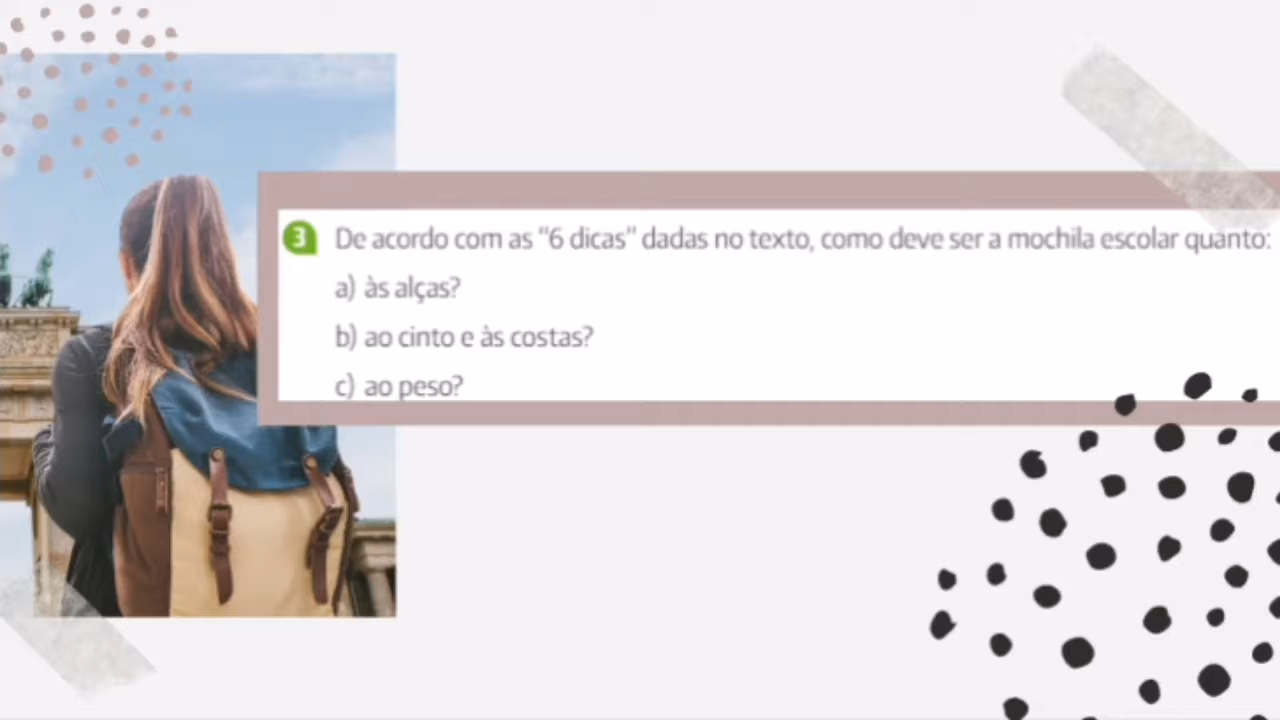 3 De acordo com as "6 dicas" dadas no texto, como deve ser a mochila escolar quanto:
a) às alças?
b) ao cinto e às costas?
c) ao peso?